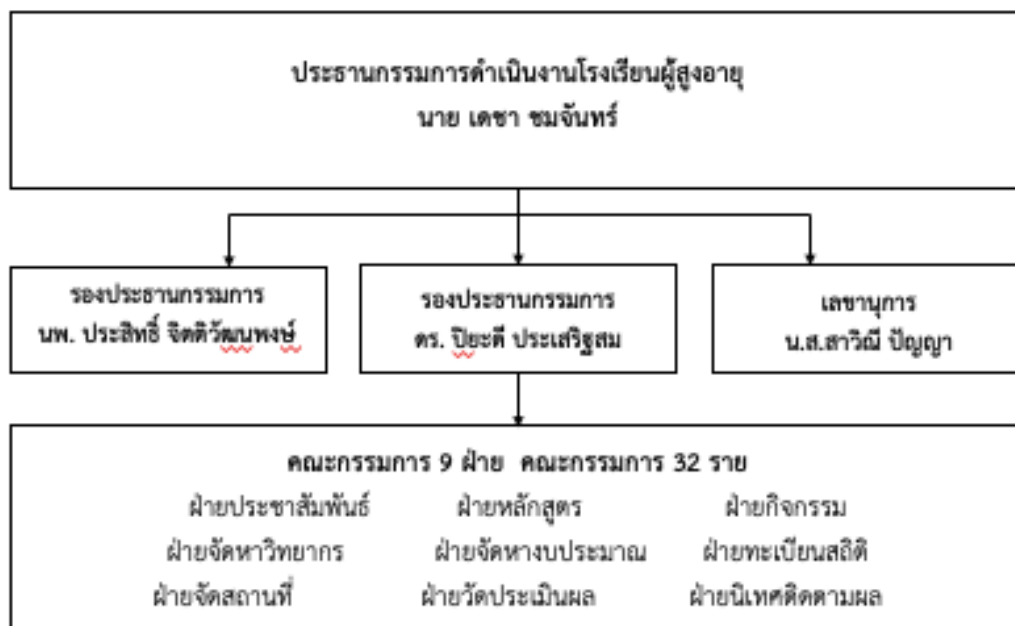 ประธานกรรมการดำเนินงานโรงเรียนผู้สูงอายุ
นาย เดชา ชมจันทร์
รองประธานกรรมการ
นพ. ประสิทธิ์ จิตติวัฒนพงษ์
รองประธานกรรมการ
ดร. ปิยะดี ประเสริฐสม
เลขานุการ
น.ส.สาวิณี ปัญญา
คณะกรรมการ 9 ฝ่าย คณะกรรมการ 32 ราย
ฝ่ายประชาสัมพันธ์ ฝ่ายหลักสูตร ฝ่ายกิจกรรม
ฝ่ายจัดหาวิทยากร ฝ่ายจัดหางบประมาณ ฝ่ายทะเบียนสถิติ
ฝ่ายจัดสถานที่ ฝ่ายวัดประเมินผล ฝ่ายนิเทศติดตามผล